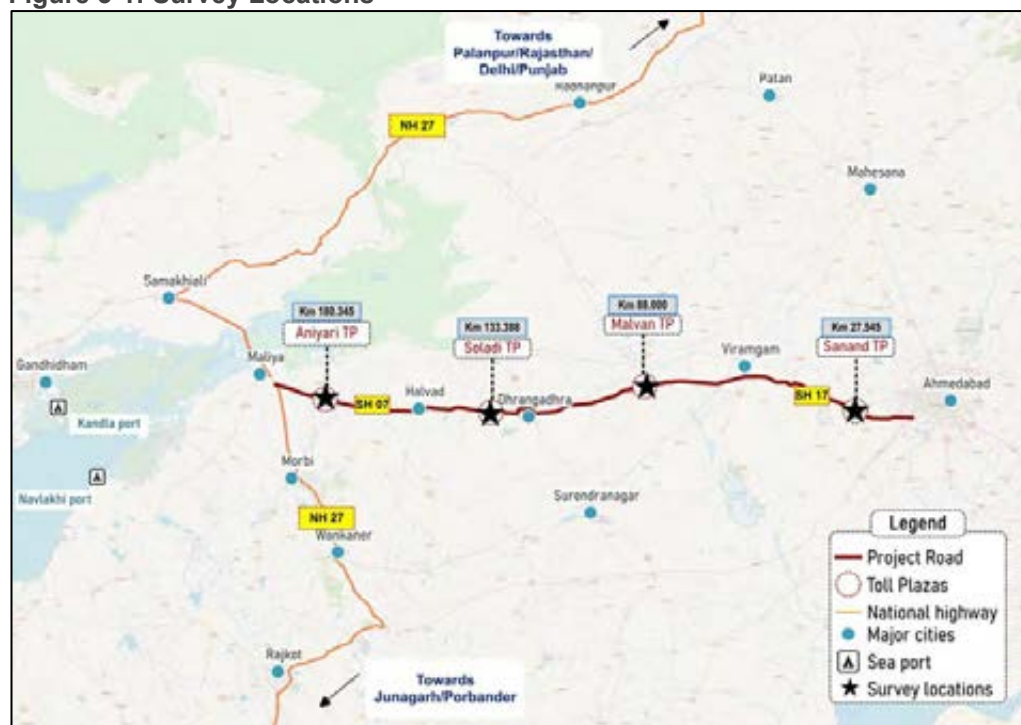 Figure 3-1: Survey Locations
Towards
Palanpur/Rajasthan/
Delhi/Punjab
Patan
NH 27
Mahesana
Samakhiali
Km 180.345
Aniyari TP
Km 133.388
Soladi TP
Km 88.000
Malvan TP
Km 27.545
Sanand TP
Viramgam
Gandhidham
Maliya
Halvad
SH 07
Dhrangadhra
SH 17
Ahmedabad
Kandla port
Navlakhi port
Morbi
NH 27
Wankaner
Surendranagar
Rajkot
Towards
Junagarh/Porbander
Legend
Project Road
Toll Plazas
National highway
Major cities
Sea port
Survey locations